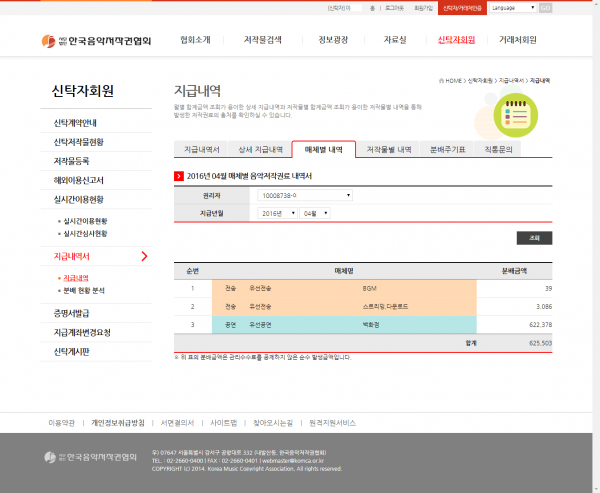 (신탁자)이 홈 | 로그아웃 회원가입 신탁자/거래처인증 Language GO
사단법인 한국음악저작권협회
협회소개 저작물검색 정보광장 자료실 신탁자회원 거래처회원
신탁자회원
지급내역
HOME > 신탁자회원 > 지급내역서 > 지급내역
월별 합계금액 조회가 용이한 상세 지급내역과 저작물별 합계금액 조회가 용이한 저작물별 내역을 통해
발생한 저작권료의 출처를 확인하실 수 있습니다.
신탁계약안내
신탁저작물현황
저작물등록
해외이용신고서
실시간이용현황
실시간이용현황
실시간심사현황
지급내역서
지급내역
분배 현황 분석
증명서발급
지급계좌변경요청
신탁게시판
지급내역서 상세 지급내역 매체별 내역 저작물별 내역 분배주기표 직통문의
2016년 04월 매체별 음악저작권료 내역서
권리자 10008738-이
지급년월 2016년 04월
조회
순번 매체명 분배금액
1 전송 유선전송 BGM 39
2 전송 유선전송 스트리밍,다운로드 3,086
3 공연 유선공연 백화점 622,378
합계 625,503
※ 위 표의 분배금액은 관리수수료를 공제하지 않은 순수 발생금액입니다.
이용약관 | 개인정보취급방침 | 서면결의서 | 사이트맵 | 찾아오시는길 | 원격지원서비스
사단법인 한국음악저작권협회
우) 07647 서울특별시 강서구 공항대로 332 (내발산동, 한국음악저작권협회)
TEL. : 02-2660-0400 | FAX : 02-2660-0401 | webmaster@komca.or.kr
COPYRIGHT (c) 2014. Korea Music Copyright Association, All rights reserved.